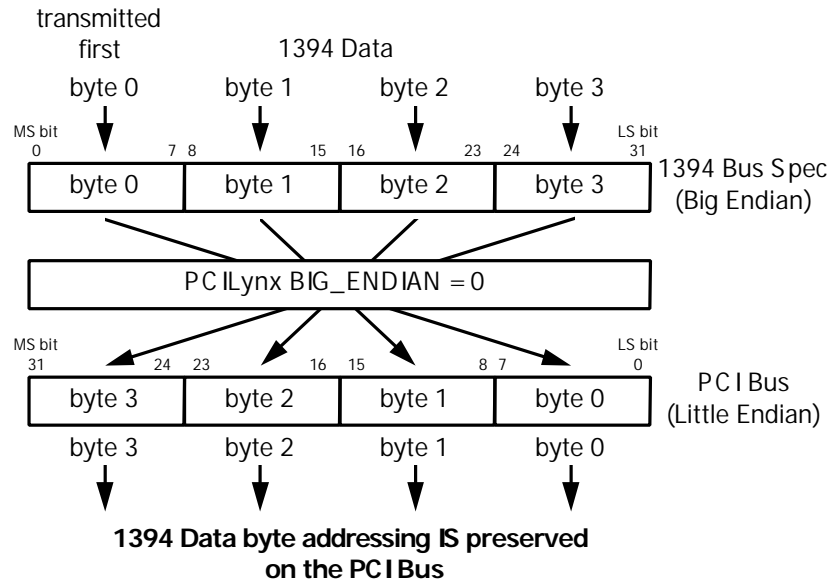 transmitted
first
1394 Data
byte 0 byte 1 byte 2 byte 3
MS bit LS bit
0 7 8 15 16 23 24 31
byte 0 byte 1 byte 2 byte 3
1394 Bus Spec
(Big Endian)
PCILynx BIG_ENDIAN = 0
MS bit LS bit
31 24 23 16 15 8 7 0
byte 3 byte 2 byte 1 byte 0
PCI Bus
(Little Endian)
byte 3 byte 2 byte 1 byte 0
1394 Data byte addressing IS preserved
on the PCI Bus